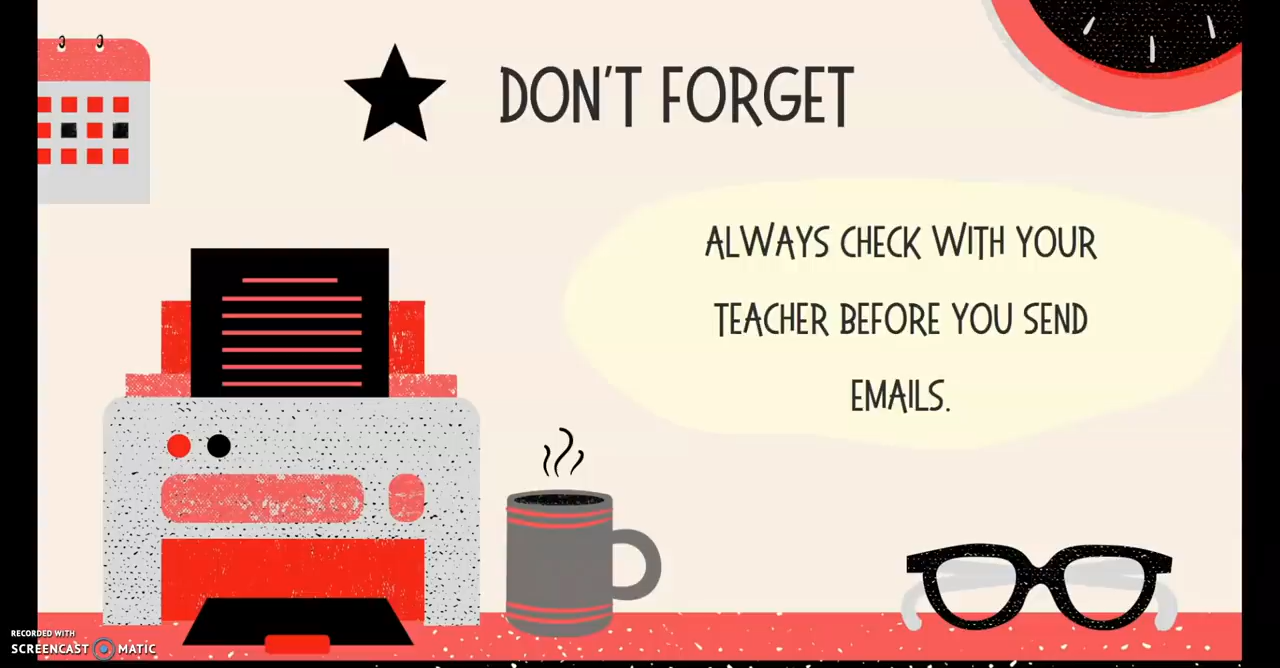 DON'T FORGET
ALWAYS CHECK WITH YOUR
TEACHER BEFORE YOU SEND
EMAILS.
RECORDED WITH
SCREENCAST MATIC